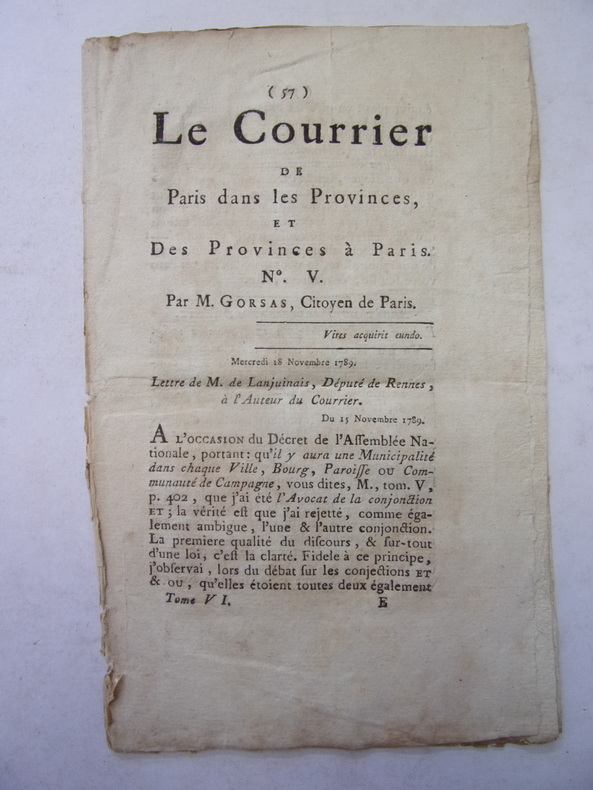 ( 57 )
Le Courrier
DE
Paris dans les Provinces,
ET
Des Provinces à Paris.
Nº. V.
Par M. GORSAS, Citoyen de Paris.
Vires acquirit eundo.
Mercredi 18 Novembre 1789.
Lettre de M. de Lanjuinais, Député de Rennes,
à l'Auteur du Courrier.
Du 15 Novembre 1789.
A L'OCCASION du Décret de l'Aſſemblée Na-
tionale, portant : qu'il y aura une Municipalité
dans chaque Ville, Bourg, Paroiſſe OU Com-
munauté de Campagne, vous dites, M., tom. V,
p. 402, que j'ai été l'Avocat de la conjonction
ET ; la vérité eſt que j'ai rejetté, comme éga-
lement ambigue, l'une & l'autre conjonction.
La premiere qualité du diſcours, & ſur-tout
d'une loi, c'eſt la clarté. Fidele à ce principe,
j'obſervai, lors du débat ſur les conjections ET
& OU, qu'elles étoient toutes deux également
Tome VI. E